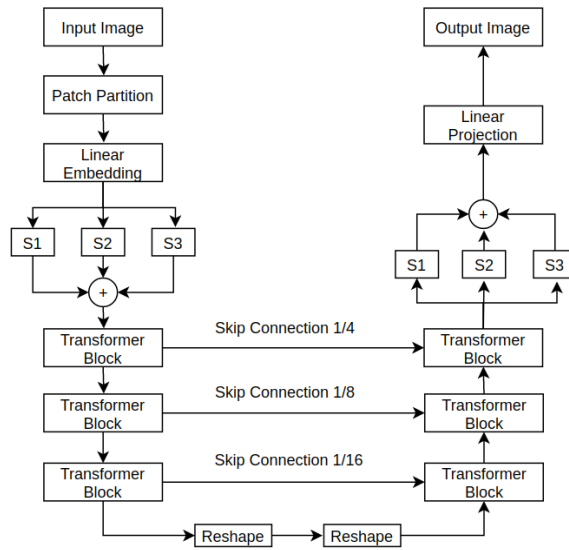 Input Image
Output Image
Patch Partition
Linear
Projection
Linear
Embedding
+
S1
S2
S3
S1
S2
S3
+
Skip Connection 1/4
Transformer
Block
Transformer
Block
Skip Connection 1/8
Transformer
Block
Transformer
Block
Skip Connection 1/16
Transformer
Block
Transformer
Block
Reshape
Reshape